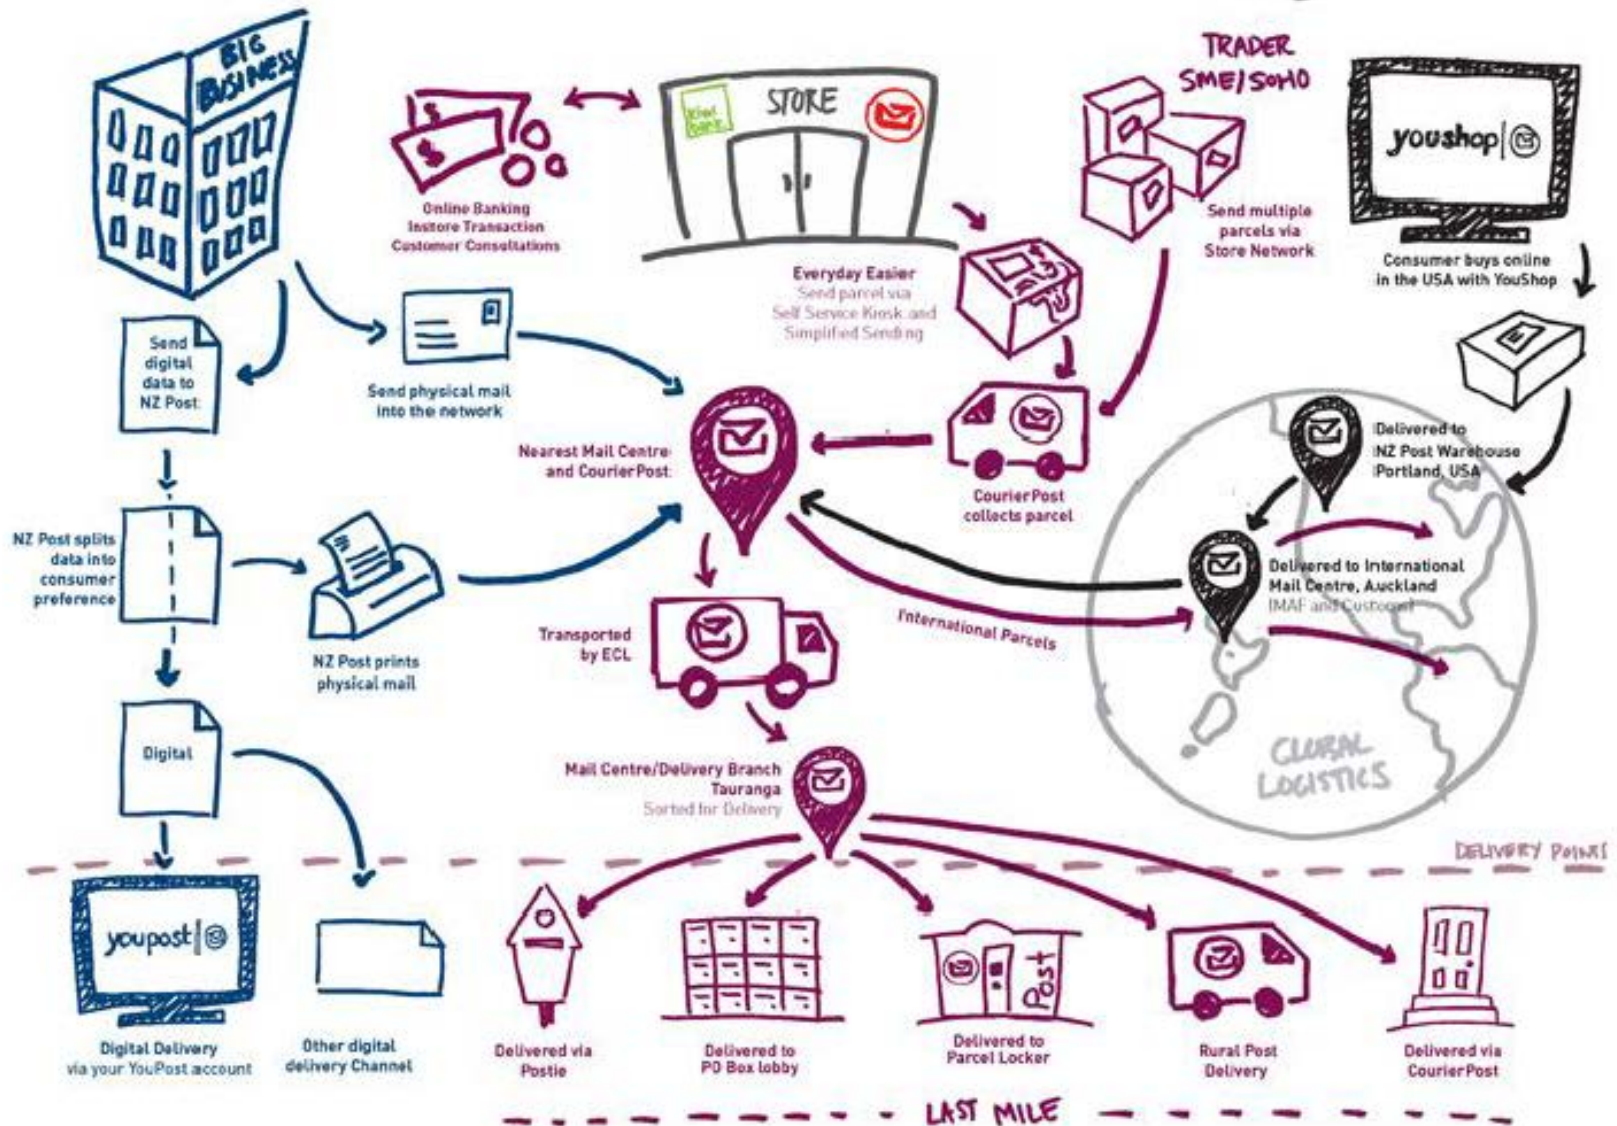 BIG
BUSINESS
$
$
Online Banking
Instore Transaction
Customer Consultations
kiwi
bank
STORE
TRADER
SME/SOHO
Send multiple
parcels via
Store Network
youshop
Consumer buys online
in the USA with YouShop
Everyday Easier
Send parcel via
Self Service Kiosk and
Simplified Sending
Send
digital
data to
NZ Post
Send physical mail
into the network
Nearest Mail Centre
and CourierPost
CourierPost
collects parcel
Delivered to
NZ Post Warehouse
Portland, USA
NZ Post splits
data into
consumer
preference
NZ Post prints
physical mail
Delivered to International
Mail Centre, Auckland
(MAF and Customs)
International Parcels
Transported
by ECL
GLOBAL
LOGISTICS
Digital
Mail Centre/Delivery Branch
Tauranga
Sorted for Delivery
DELIVERY POINTS
youpost
Post
Digital Delivery
via your YouPost account
Other digital
delivery Channel
Delivered via
Postie
Delivered to
PO Box lobby
Delivered to
Parcel Locker
Rural Post
Delivery
Delivered via
CourierPost
LAST MILE